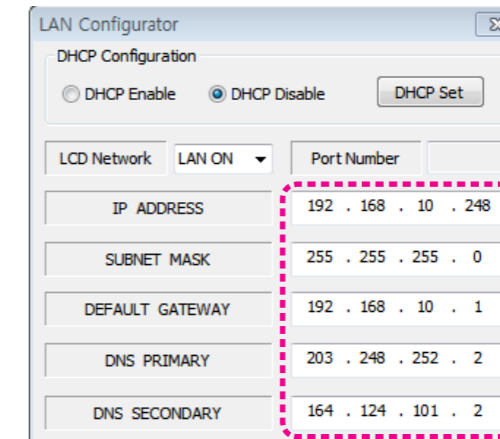 LAN Configurator
DHCP Configuration
DHCP Enable DHCP Disable DHCP Set
LCD Network LAN ON Port Number
IP ADDRESS 192 . 168 . 10 . 248
SUBNET MASK 255 . 255 . 255 . 0
DEFAULT GATEWAY 192 . 168 . 10 . 1
DNS PRIMARY 203 . 248 . 252 . 2
DNS SECONDARY 164 . 124 . 101 . 2